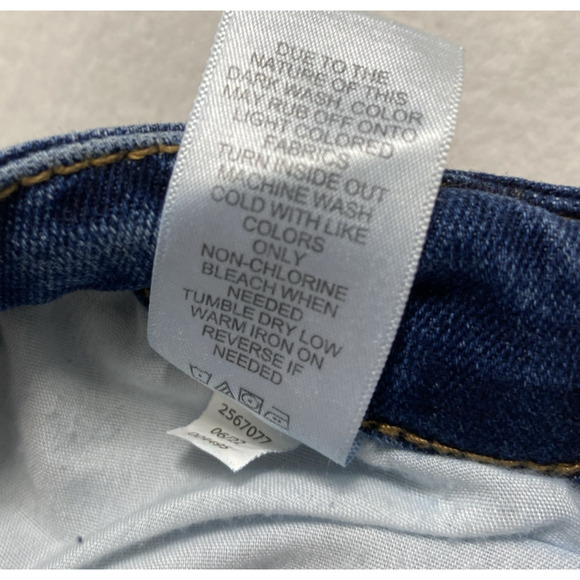 DUE TO THE
NATURE OF THIS
DARK WASH, COLOR
MAY RUB OFF ONTO
LIGHT COLORED
FABRICS
TURN INSIDE OUT
MACHINE WASH
COLD WITH LIKE
COLORS
ONLY
NON-CHLORINE
BLEACH WHEN
NEEDED
TUMBLE DRY LOW
WARM IRON ON
REVERSE IF
NEEDED
2567077
06/22